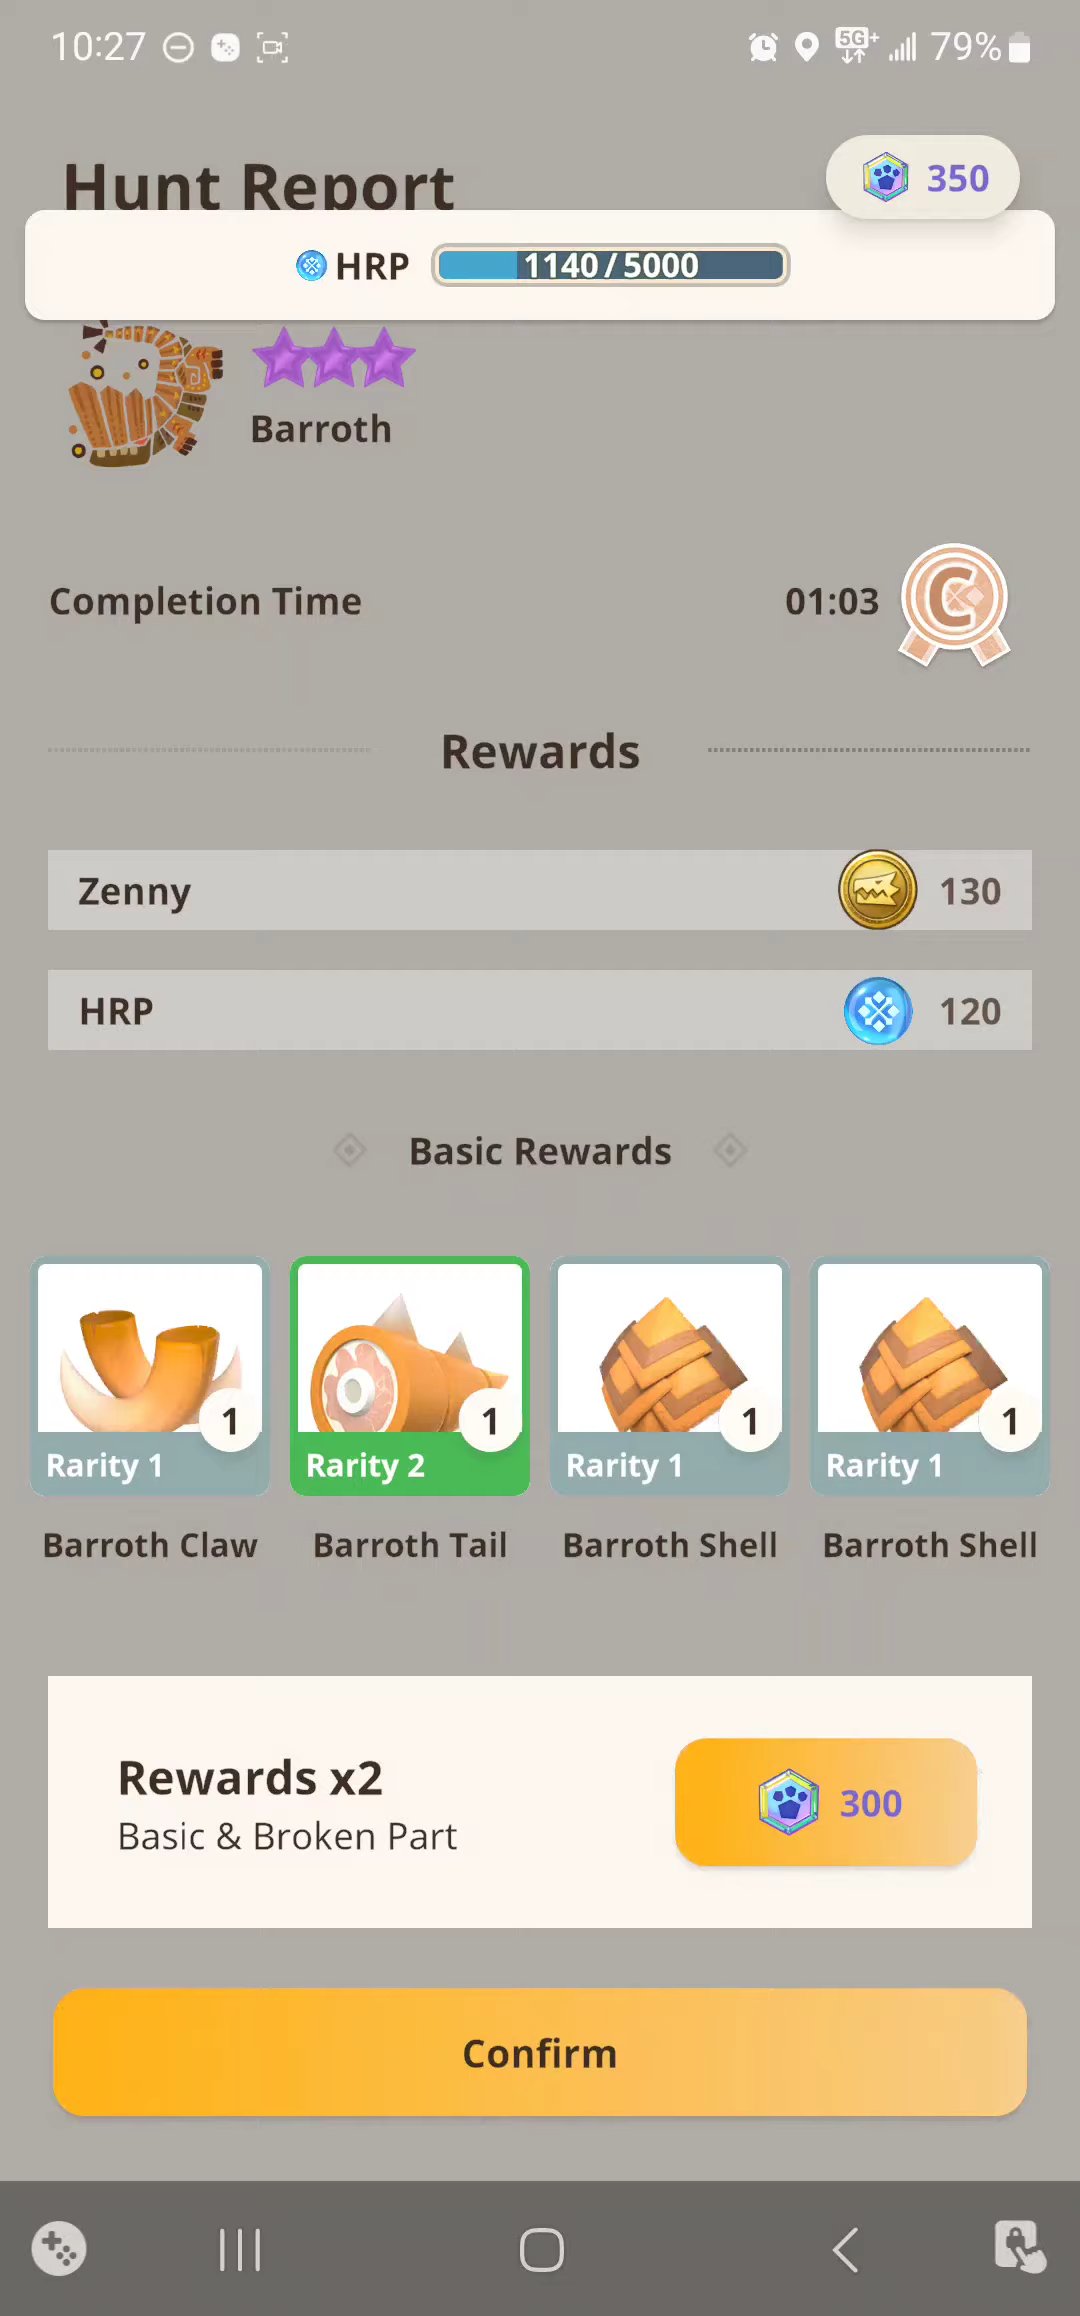 10:27
5G+ 79%
Hunt Report
350
HRP 1140/5000
Barroth
Completion Time 01:03 C
Rewards
Zenny 130
HRP 120
Basic Rewards
1 1 1 1
Rarity 1 Rarity 2 Rarity 1 Rarity 1
Barroth Claw Barroth Tail Barroth Shell Barroth Shell
Rewards x2
Basic & Broken Part
300
Confirm